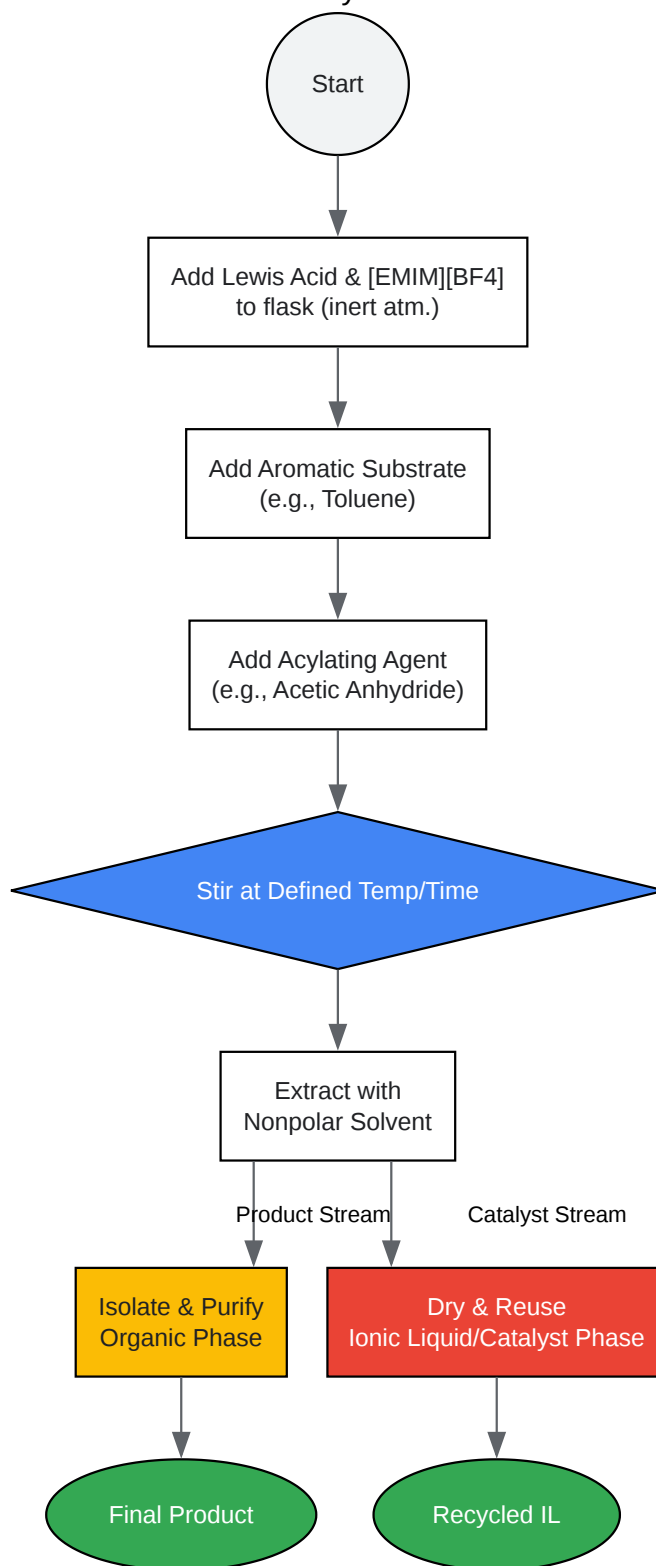 Start
Add Lewis Acid & [EMIM][BF4]
to flask (inert atm.)
Add Aromatic Substrate
(e.g., Toluene)
Add Acylating Agent
(e.g., Acetic Anhydride)
Stir at Defined Temp/Time
Extract with
Nonpolar Solvent
Product Stream
Catalyst Stream
Isolate & Purify
Organic Phase
Dry & Reuse
Ionic Liquid/Catalyst Phase
Final Product
Recycled IL